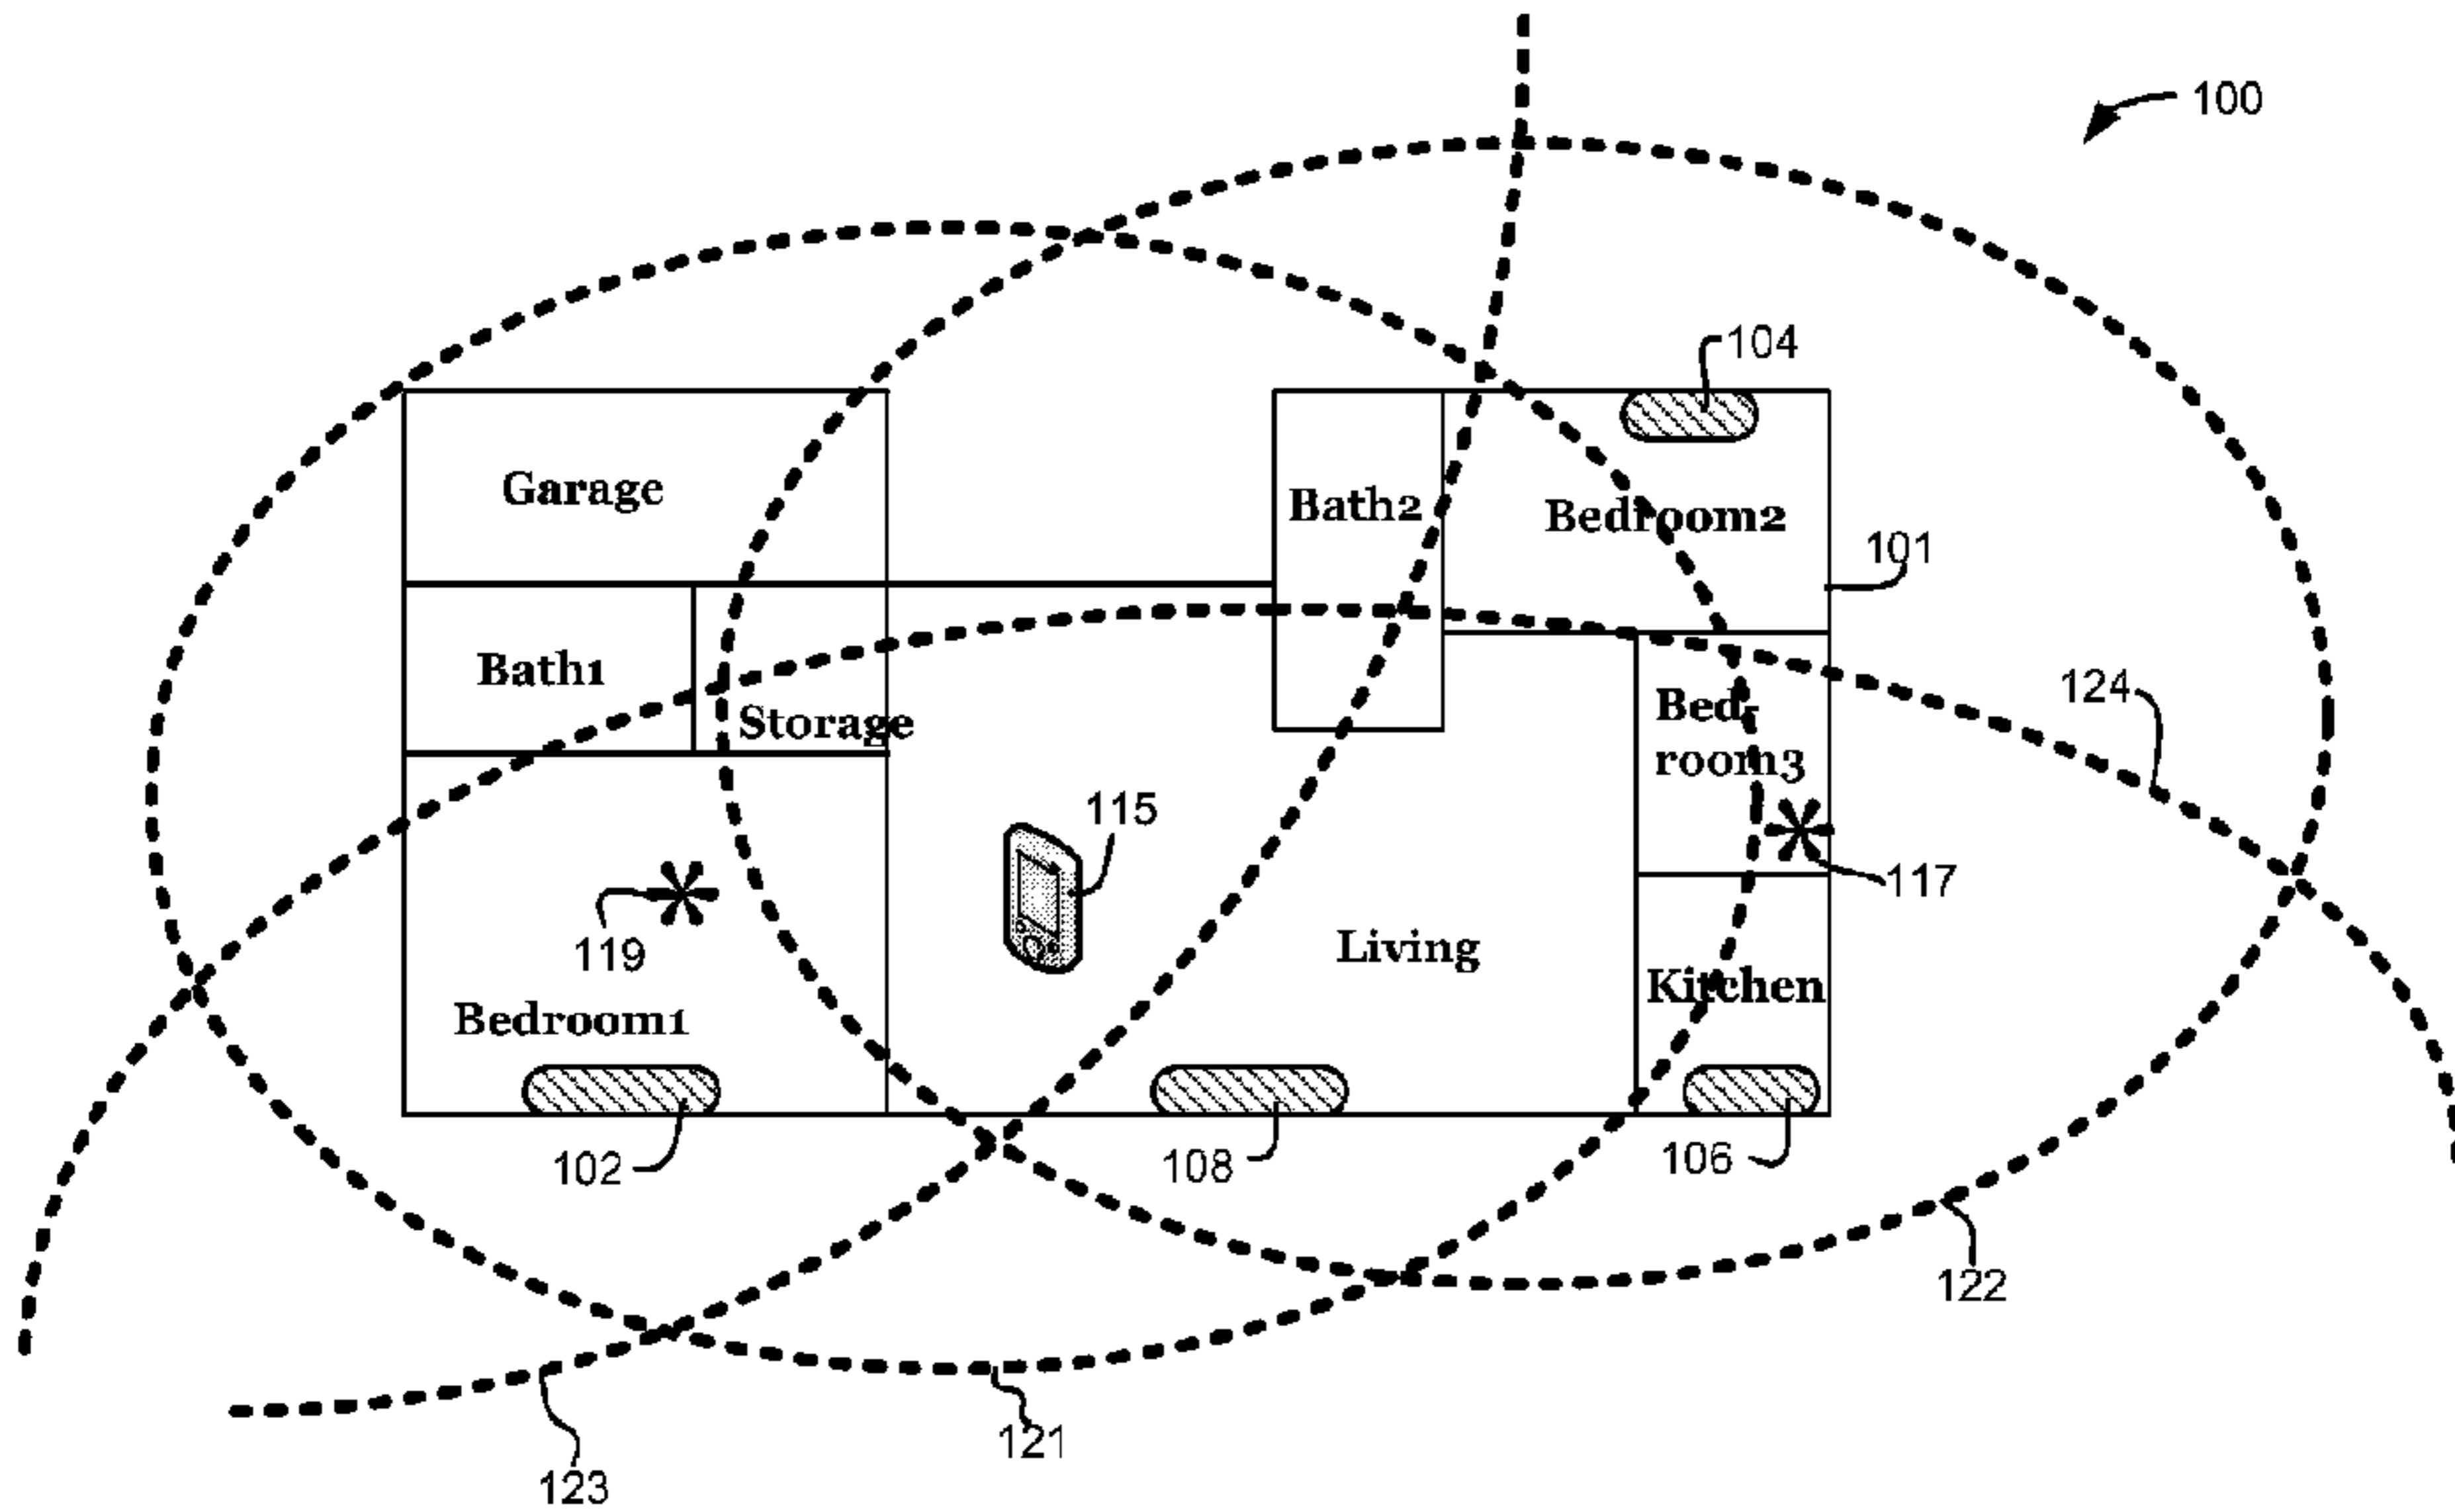 100
104
Garage
Bath2
Bedroom2
101
Bath1
Storage
Bed-
room3
124
115
117
119
Living
Kitchen
Bedroom1
102
108
106
122
121
123